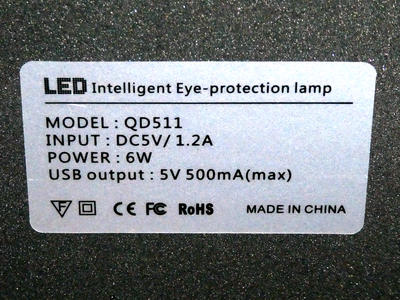 LED Intelligent Eye-protection lamp
MODEL : QD511
INPUT : DC5V/ 1.2A
POWER : 6W
USB output : 5V 500mA(max)
F CE FC RoHS MADE IN CHINA